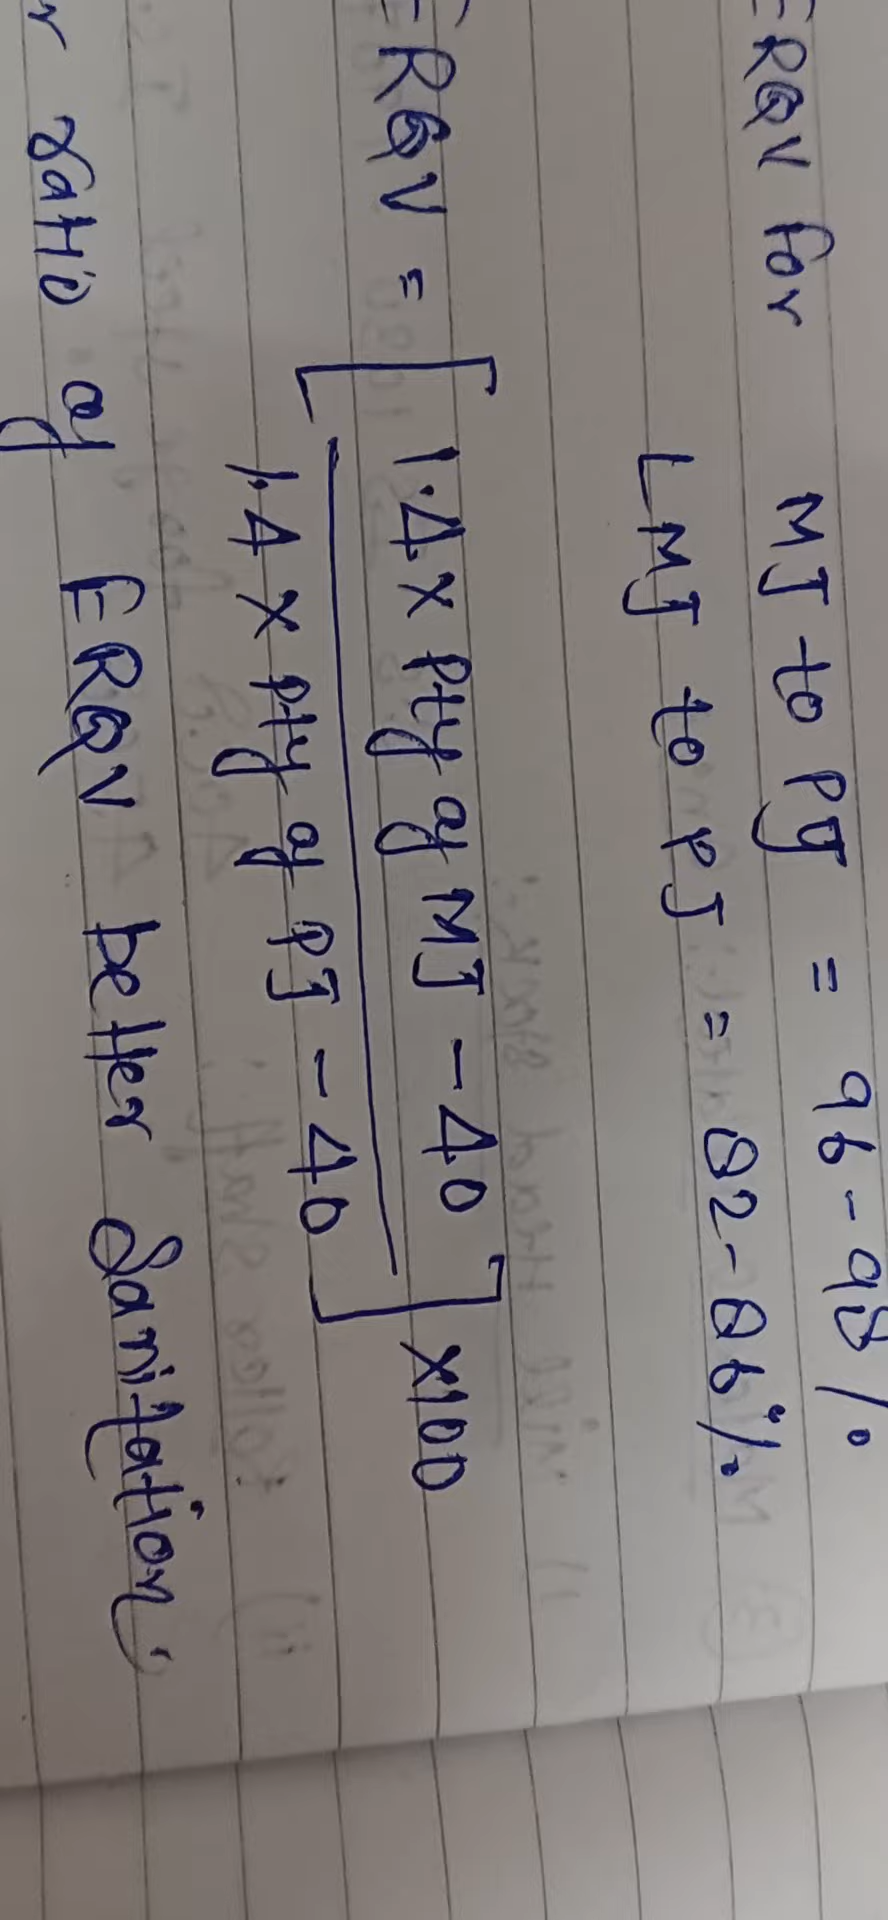 ERQV for MJ to PJ = 96-98%
LMJ to PJ = 82-86%
ERQV = [ 1.4 x Pty of MJ - 40
1.4 x Pty of PJ - 40 ] x100
r ratio of ERQV better Sanitation.